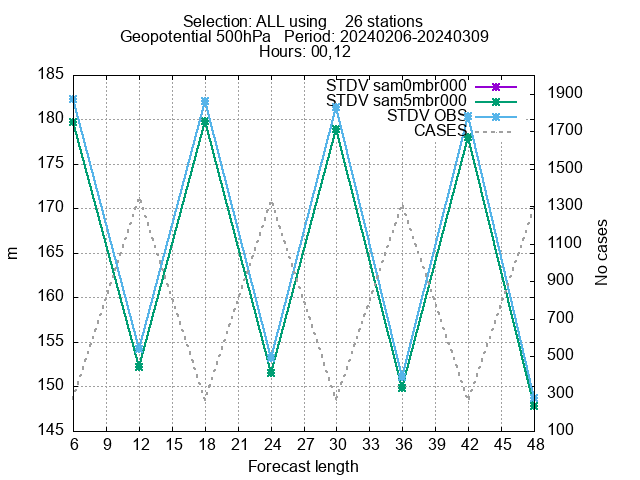 Selection: ALL using    26 stations
Geopotential 500hPa   Period: 20240206-20240309
Hours: 00,12
STDV sam0mbr000
STDV sam5mbr000
STDV OBS
CASES
185
180
175
170
165
160
155
150
145
m
1900
1700
1500
1300
1100
900
700
500
300
100
No cases
6 9 12 15 18 21 24 27 30 33 36 39 42 45 48
Forecast length